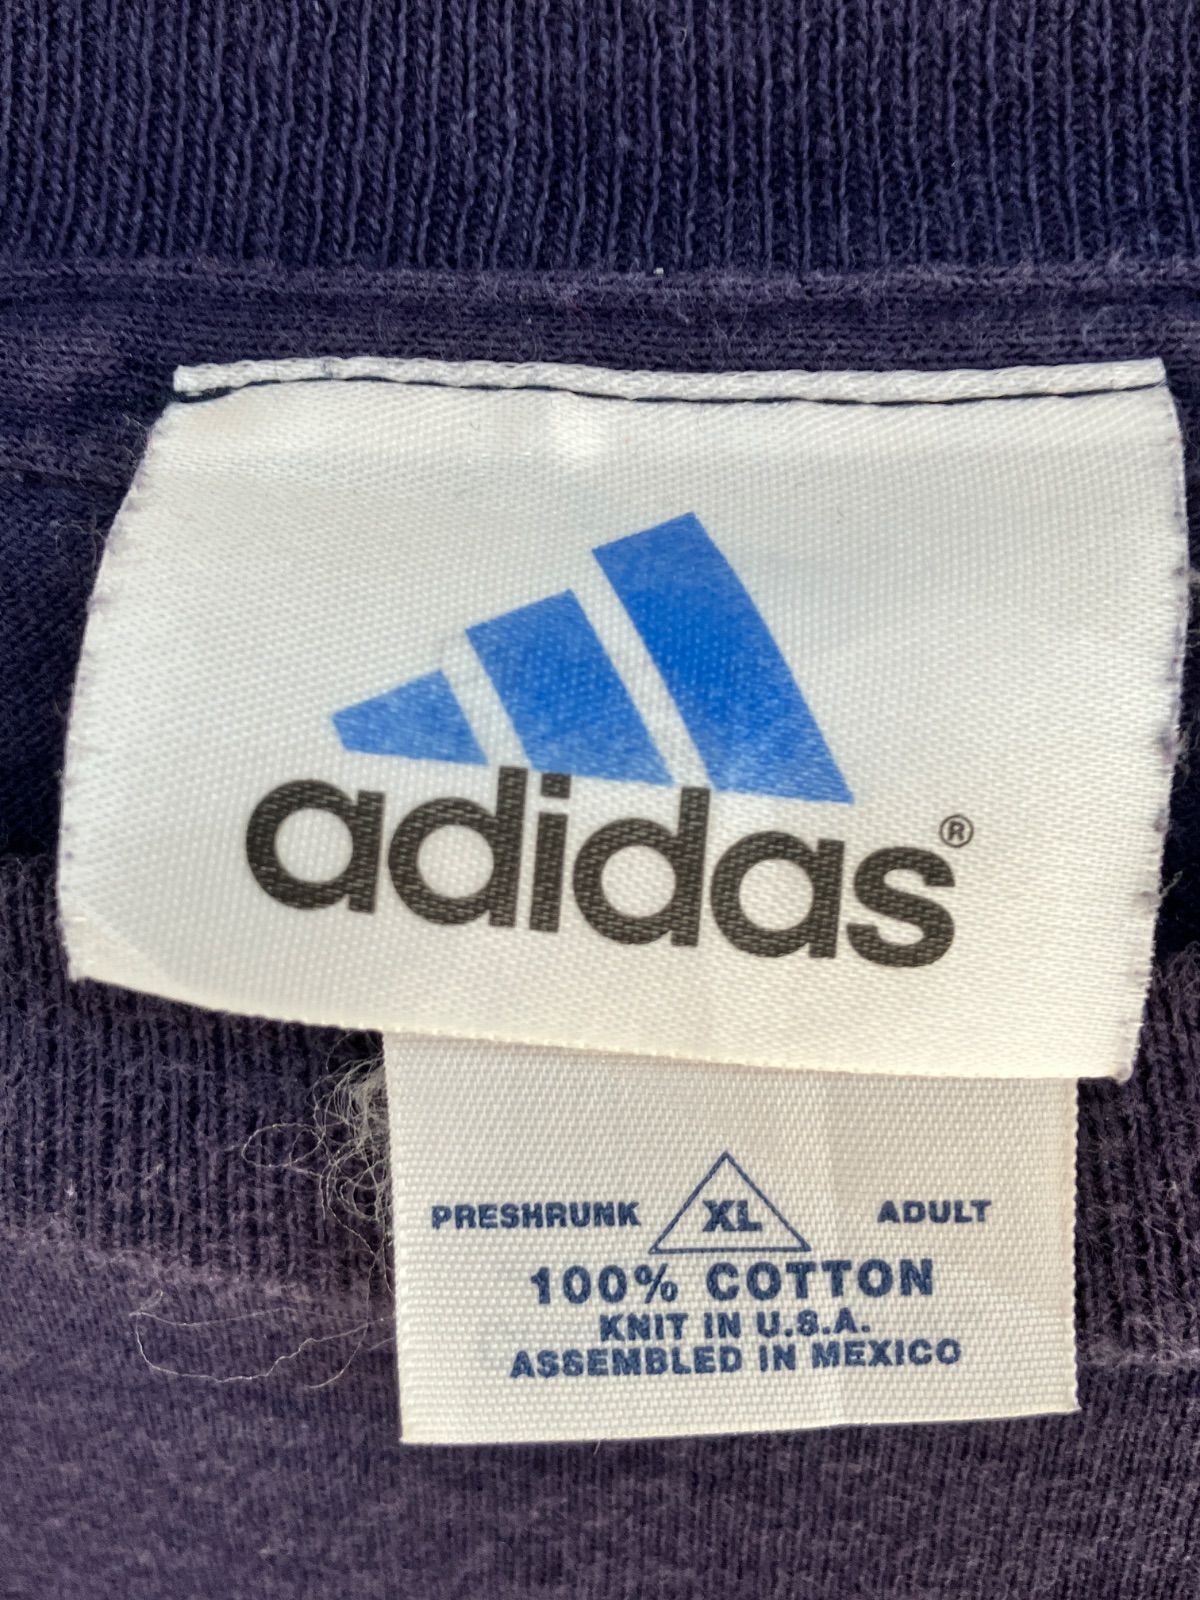 adidas®
PRESHRUNK XL ADULT
100% COTTON
KNIT IN U.S.A.
ASSEMBLED IN MEXICO